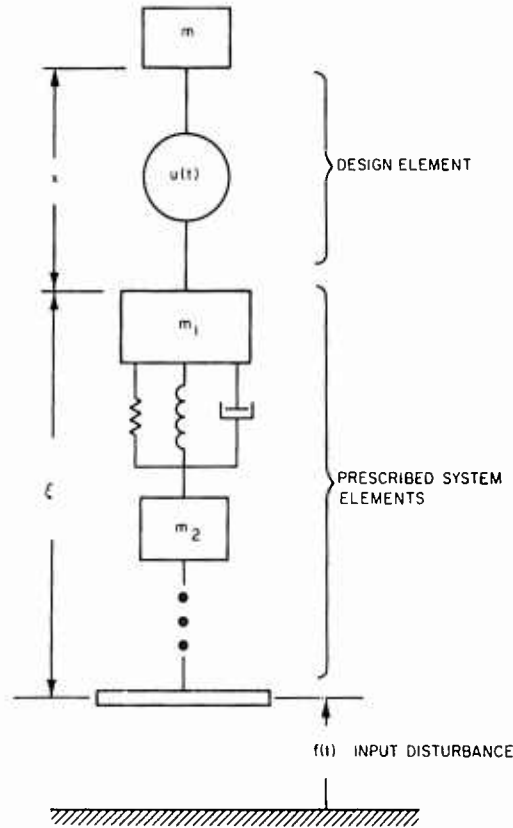 m
x
u(t)
DESIGN ELEMENT
m₁
ξ
PRESCRIBED SYSTEM
ELEMENTS
m₂
f(t) INPUT DISTURBANCE